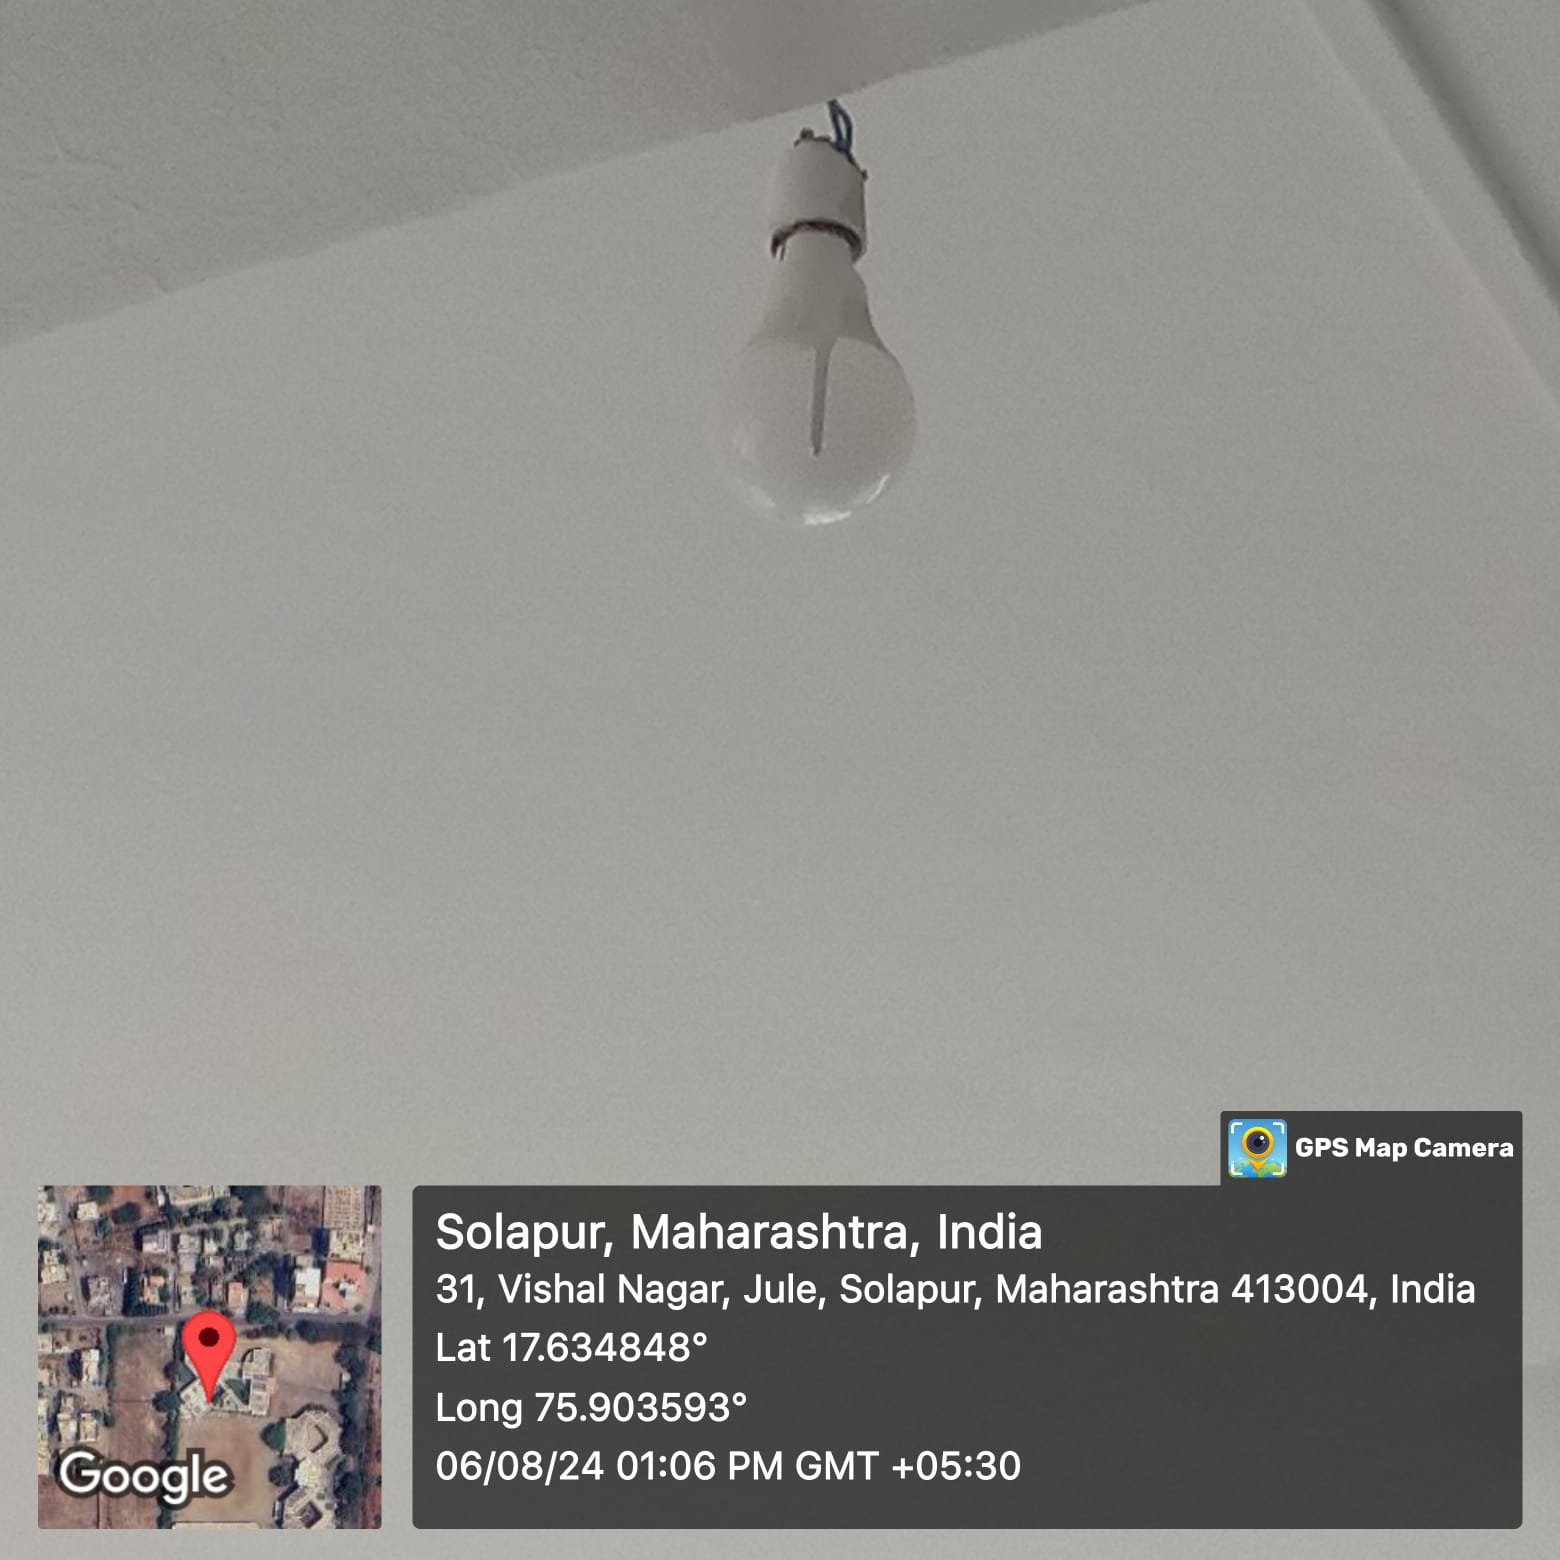 GPS Map Camera
Solapur, Maharashtra, India
31, Vishal Nagar, Jule, Solapur, Maharashtra 413004, India
Lat 17.634848°
Long 75.903593°
06/08/24 01:06 PM GMT +05:30
Google